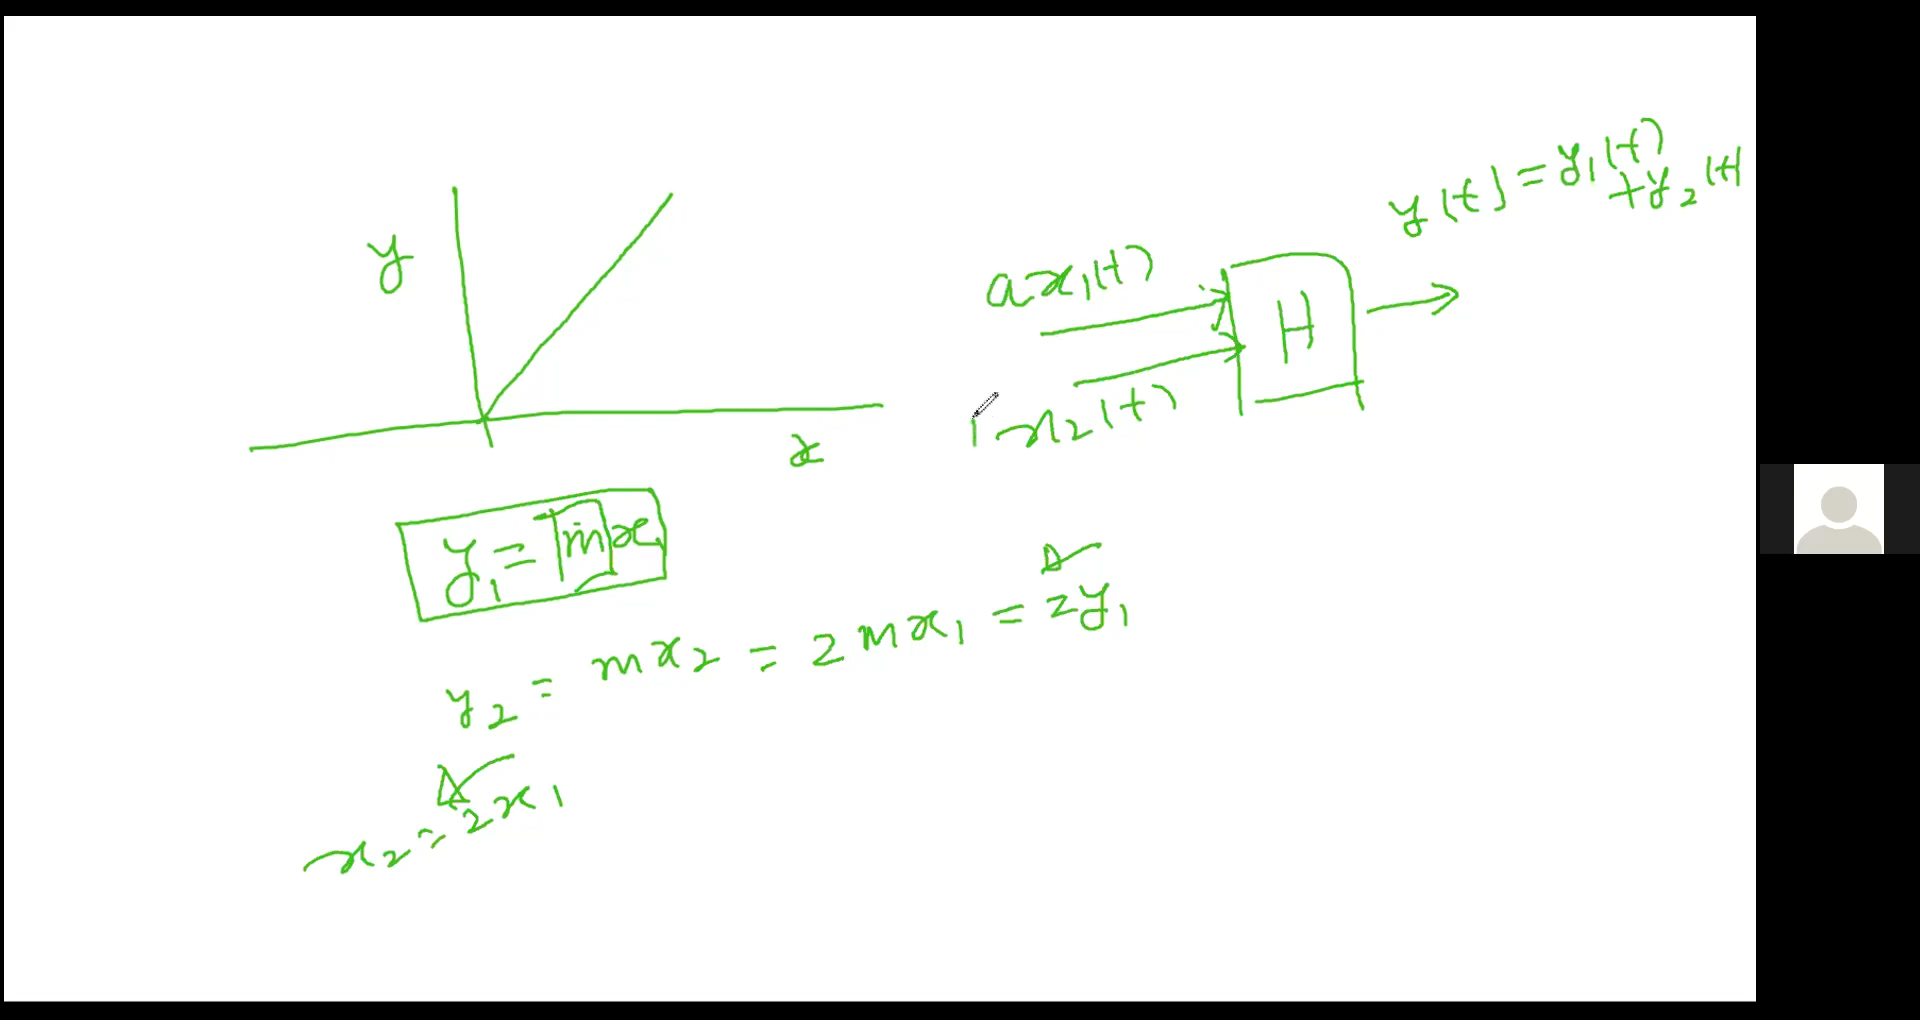 y
x
y₁ = mx₁
y₂ = mx₂ = 2mx₁ = 2y₁
x₂ = 2x₁
ax₁(t)
x₂(t)
H
y(t) = y₁(t)
+y₂(t)